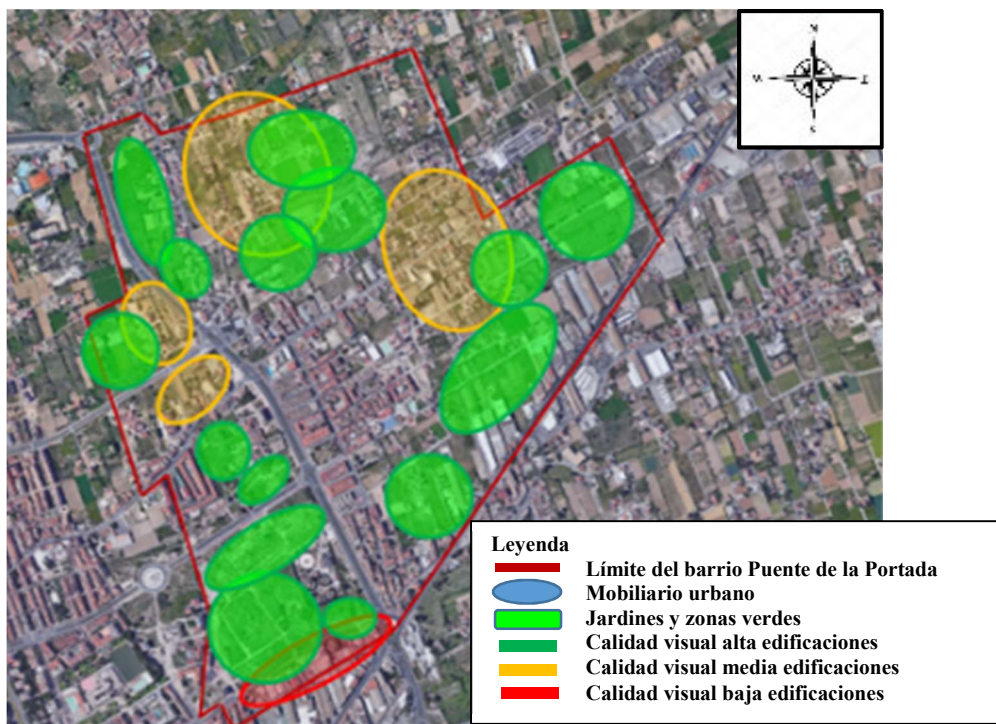 N
W
E
S
Leyenda
Límite del barrio Puente de la Portada
Mobiliario urbano
Jardines y zonas verdes
Calidad visual alta edificaciones
Calidad visual media edificaciones
Calidad visual baja edificaciones